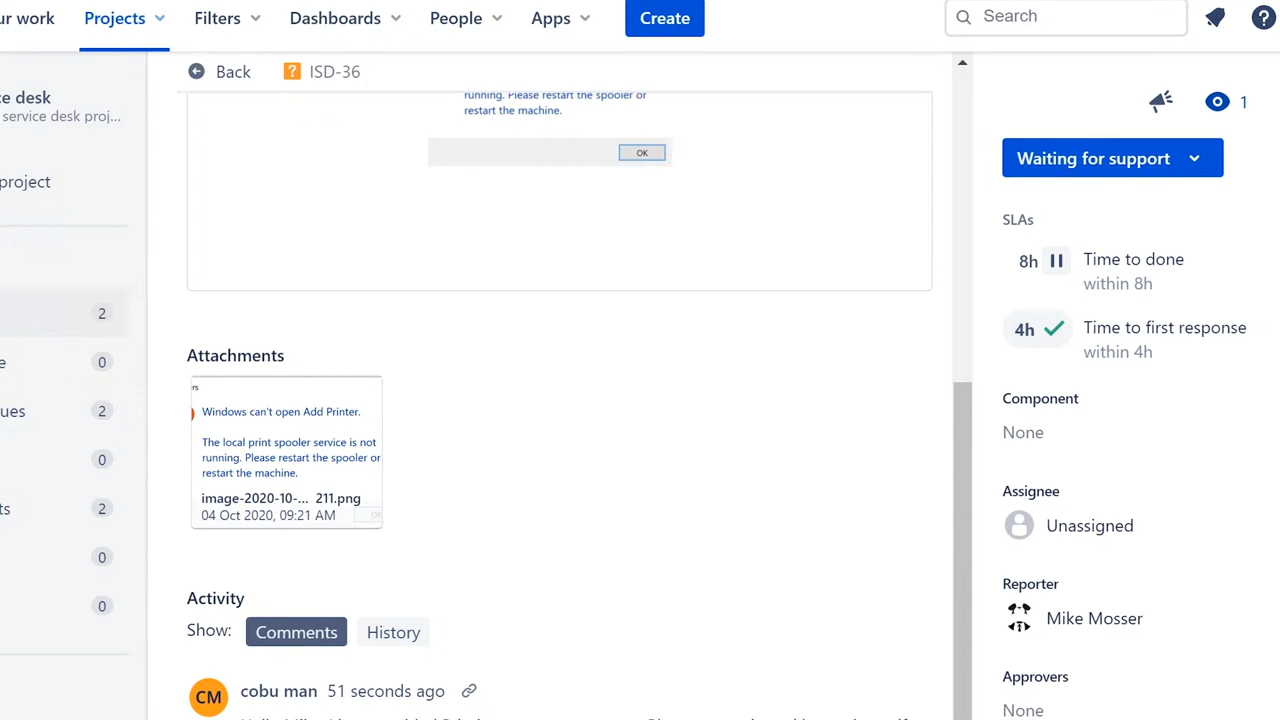 ur work Projects Filters Dashboards People Apps Create Search
Back ISD-36
ce desk
service desk proj...
project
2
e 0
ues 2
0
ts 2
0
0
running. Please restart the spooler or
restart the machine.
OK
Attachments
rs
Windows can't open Add Printer.
The local print spooler service is not
running. Please restart the spooler or
restart the machine.
image-2020-10-... 211.png
04 Oct 2020, 09:21 AM
OK
Activity
Show: Comments History
CM cobu man 51 seconds ago
1
Waiting for support
SLAs
8h Time to done
within 8h
4h Time to first response
within 4h
Component
None
Assignee
Unassigned
Reporter
Mike Mosser
Approvers
None